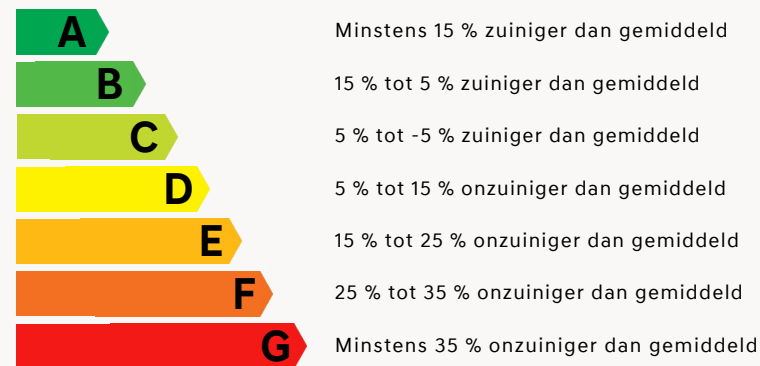 A Minstens 15 % zuiniger dan gemiddeld
B 15 % tot 5 % zuiniger dan gemiddeld
C 5 % tot -5 % zuiniger dan gemiddeld
D 5 % tot 15 % onzuiniger dan gemiddeld
E 15 % tot 25 % onzuiniger dan gemiddeld
F 25 % tot 35 % onzuiniger dan gemiddeld
G Minstens 35 % onzuiniger dan gemiddeld